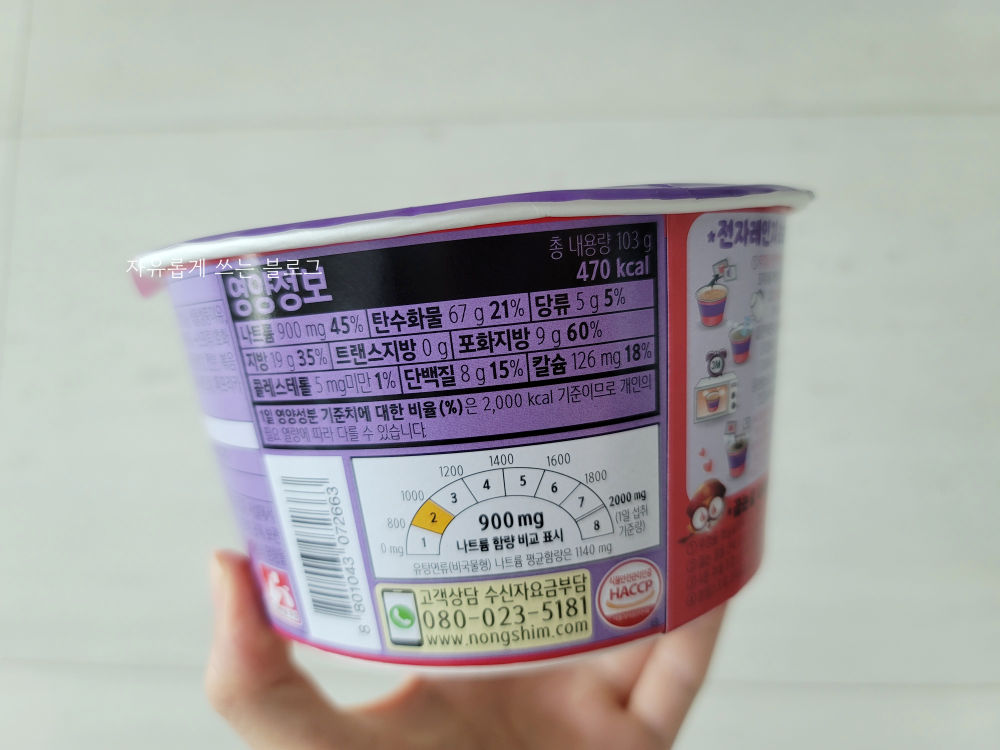 ★전자레인지
자유롭게 쓰는 블로그
영양정보
총 내용량 103 g
470 kcal
나트륨 900 mg 45% 탄수화물 67 g 21% 당류 5 g 5%
지방 19 g 35% 트랜스지방 0 g 포화지방 9 g 60%
콜레스테롤 5 mg미만 1% 단백질 8 g 15% 칼슘 126 mg 18%
1일 영양성분 기준치에 대한 비율(%)은 2,000 kcal 기준이므로 개인의
필요 열량에 따라 다를 수 있습니다.
0 mg 800 1000 1200 1400 1600 1800 2000 mg
(1일 섭취
기준량)
1 2 3 4 5 6 7 8
900 mg
나트륨 함량 비교 표시
유탕면류(비국물형) 나트륨 평균함량은 1140 mg
8 801043 072663
고객상담 수신자요금부담
080-023-5181
www.nongshim.com
HACCP